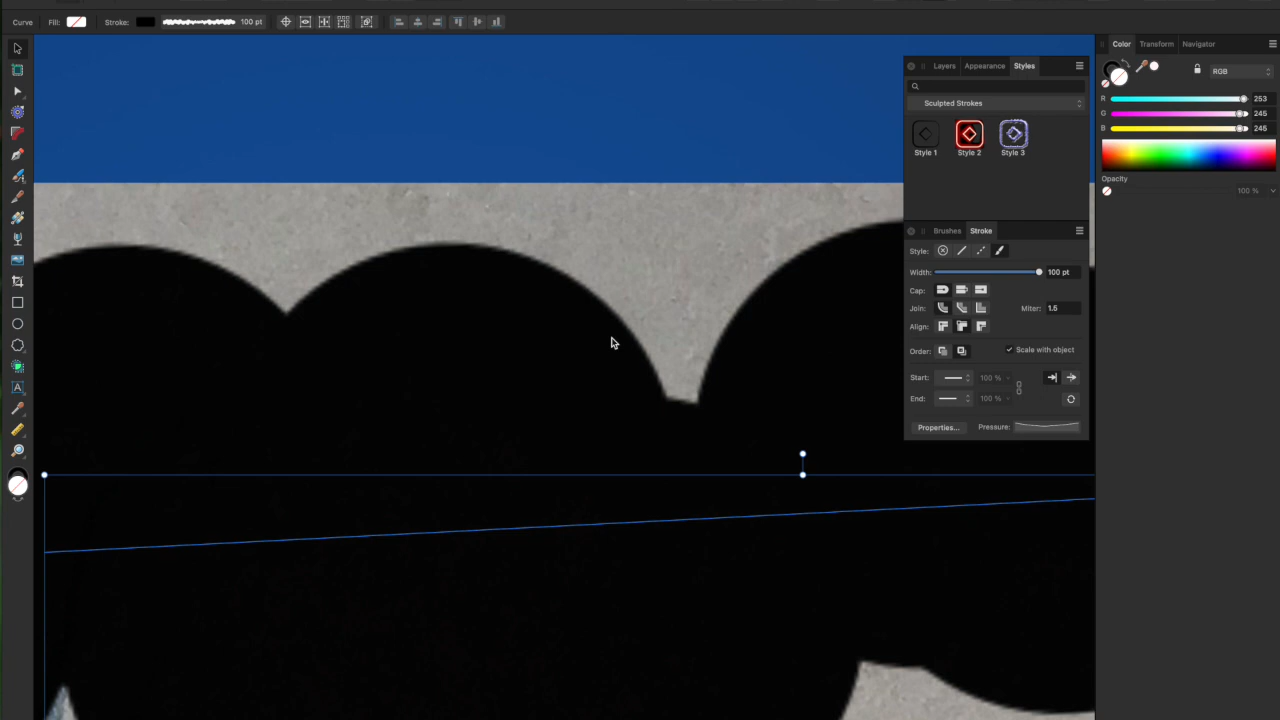 Curve Fill: Stroke: 100 pt
Color Transform Navigator
RGB
R 253
G 245
B 245
Opacity
100 %
Layers Appearance Styles
Sculpted Strokes
Style 1 Style 2 Style 3
Brushes Stroke
Style:
Width: 100 pt
Cap:
Join: Miter: 1.5
Align:
Order: Scale with object
Start: 100 %
End: 100 %
Properties... Pressure: